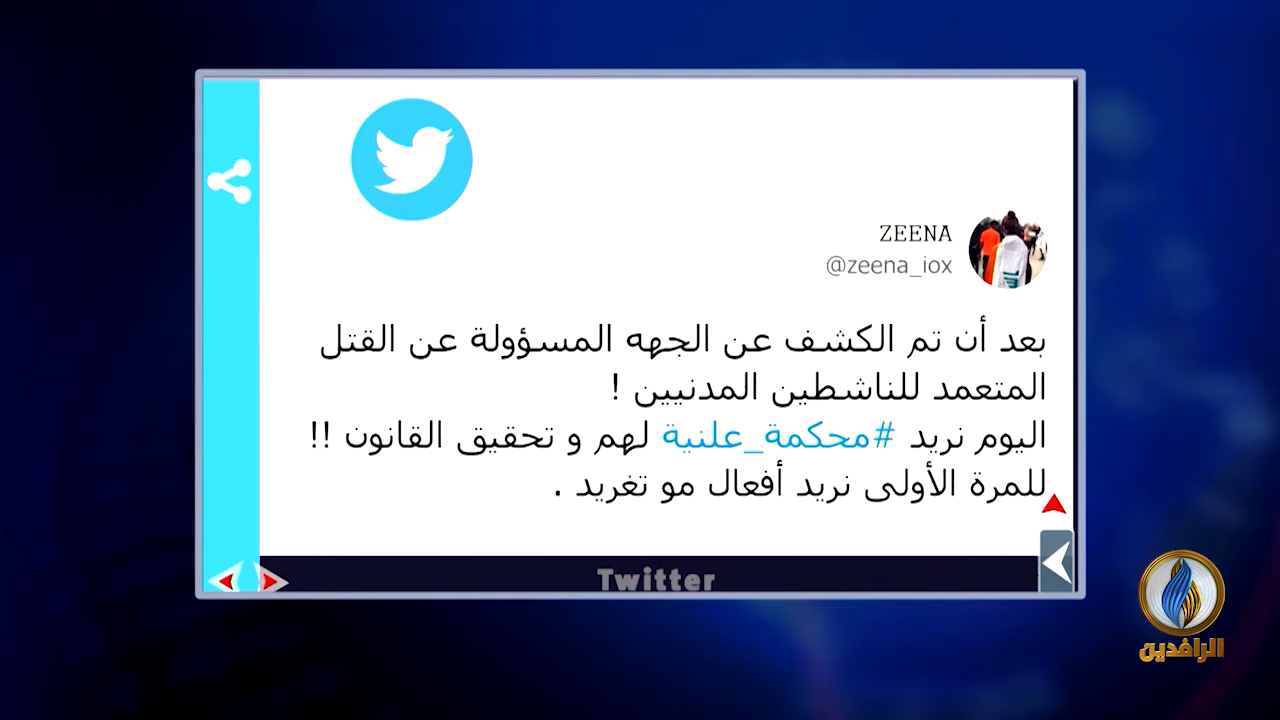 ZEENA
@zeena_iox
بعد أن تم الكشف عن الجهه المسؤولة عن القتل
المتعمد للناشطين المدنيين !
اليوم نريد #محكمة_علنية لهم و تحقيق القانون !!
للمرة الأولى نريد أفعال مو تغريد .
Twitter
الرافدين